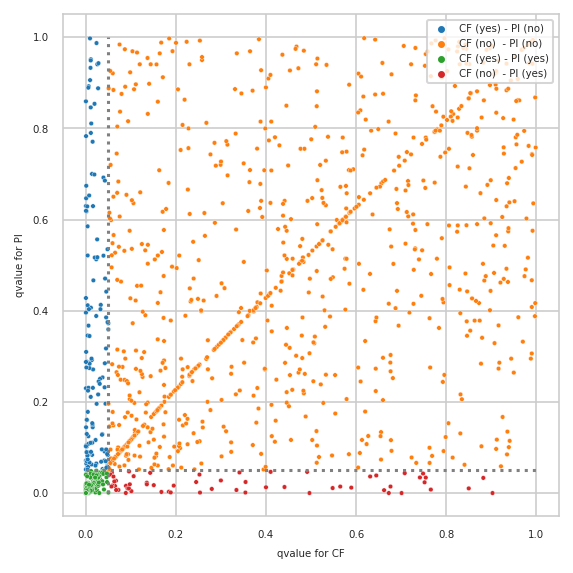 CF (yes) - PI (no)
CF (no)  - PI (no)
CF (yes) - PI (yes)
CF (no)  - PI (yes)
1.0
0.8
0.6
0.4
0.2
0.0
qvalue for PI
0.0 0.2 0.4 0.6 0.8 1.0
qvalue for CF